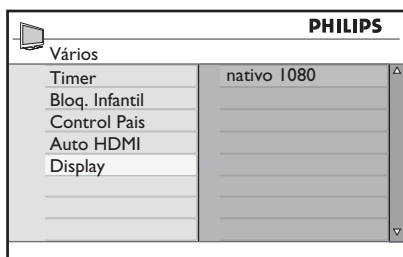 PHILIPS
Vários
Timer
nativo 1080
Bloq. Infantil
Control Pais
Auto HDMI
Display